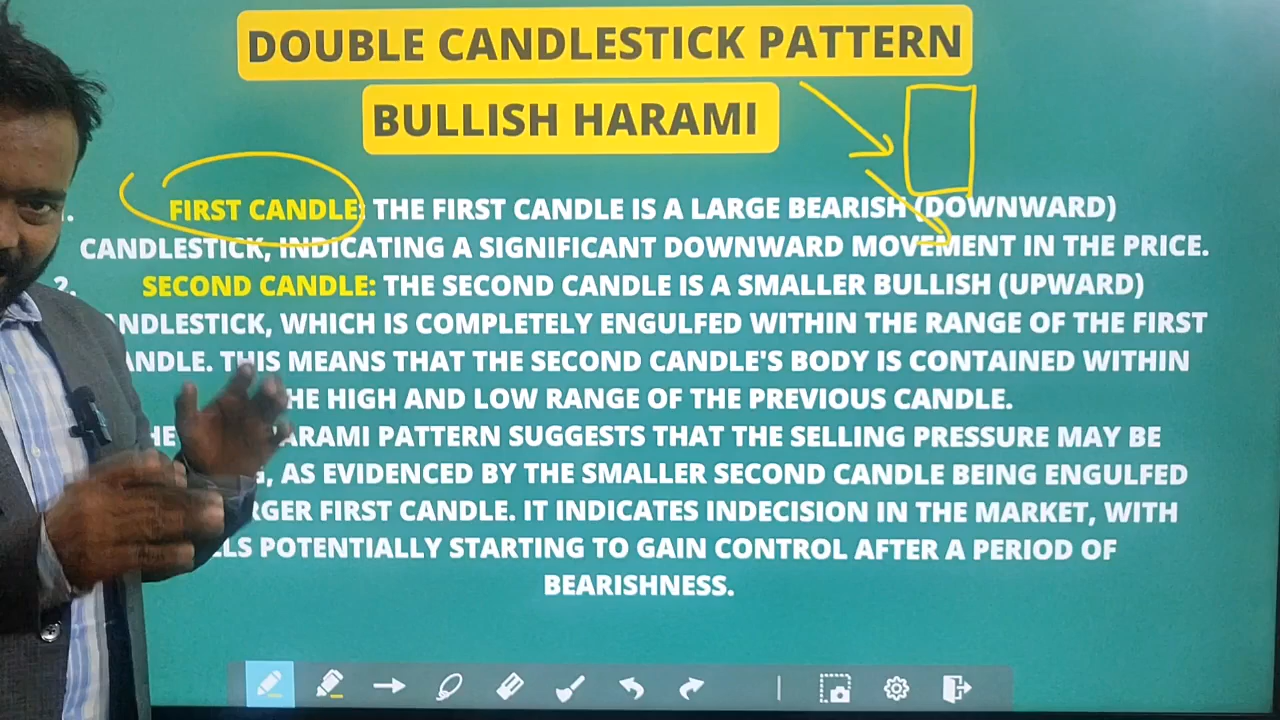 DOUBLE CANDLESTICK PATTERN
BULLISH HARAMI
FIRST CANDLE: THE FIRST CANDLE IS A LARGE BEARISH (DOWNWARD)
CANDLESTICK, INDICATING A SIGNIFICANT DOWNWARD MOVEMENT IN THE PRICE.
2. SECOND CANDLE: THE SECOND CANDLE IS A SMALLER BULLISH (UPWARD)
NDLESTICK, WHICH IS COMPLETELY ENGULFED WITHIN THE RANGE OF THE FIRST
ANDLE. THIS MEANS THAT THE SECOND CANDLE'S BODY IS CONTAINED WITHIN
HE HIGH AND LOW RANGE OF THE PREVIOUS CANDLE.
HE ARAMI PATTERN SUGGESTS THAT THE SELLING PRESSURE MAY BE
G, AS EVIDENCED BY THE SMALLER SECOND CANDLE BEING ENGULFED
RGER FIRST CANDLE. IT INDICATES INDECISION IN THE MARKET, WITH
LS POTENTIALLY STARTING TO GAIN CONTROL AFTER A PERIOD OF
BEARISHNESS.